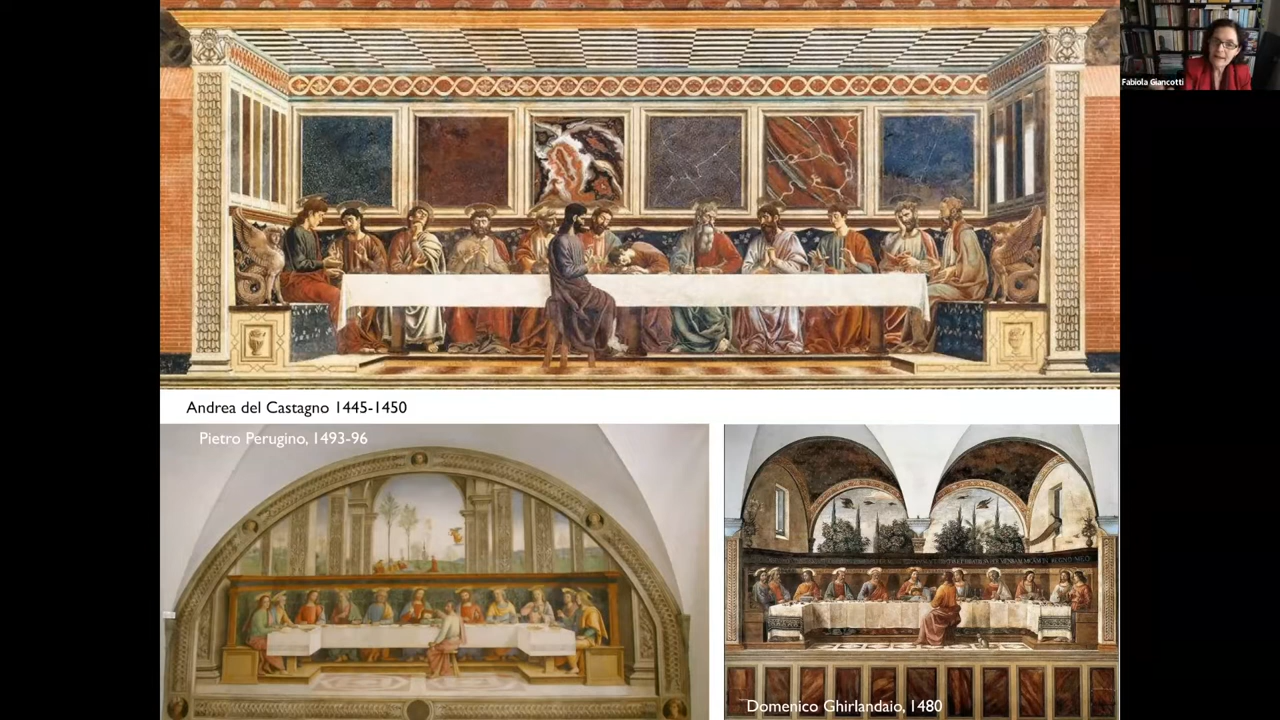 Fabiola Giancotti
Andrea del Castagno 1445-1450
Pietro Perugino, 1493-96
Domenico Ghirlandaio, 1480